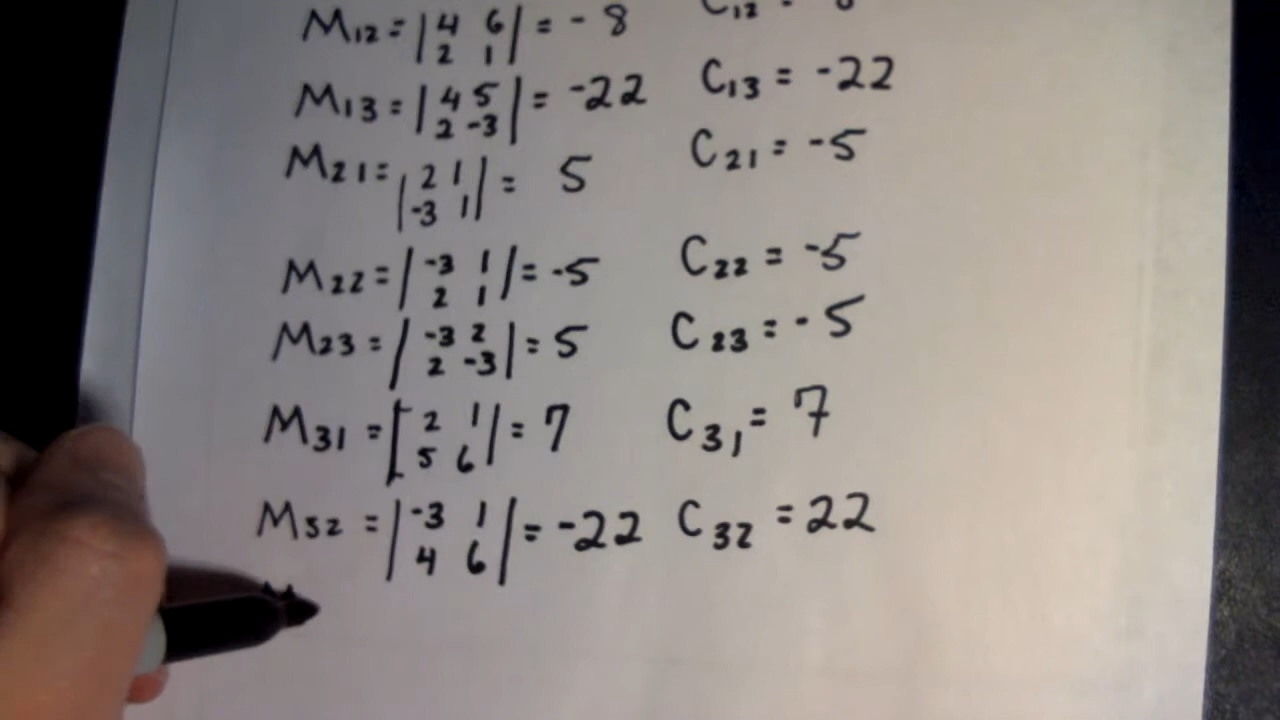 M12 = |4 6| = -8 C12 = 8
|2 1|
M13 = |4 5| = -22 C13 = -22
|2 -3|
M21 = |2 1| = 5 C21 = -5
|-3 1|
M22 = |-3 1| = -5 C22 = -5
|2 1|
M23 = |-3 2| = 5 C23 = -5
|2 -3|
M31 = |2 1| = 7 C31 = 7
|5 6|
M32 = |-3 1| = -22 C32 = 22
|4 6|
M